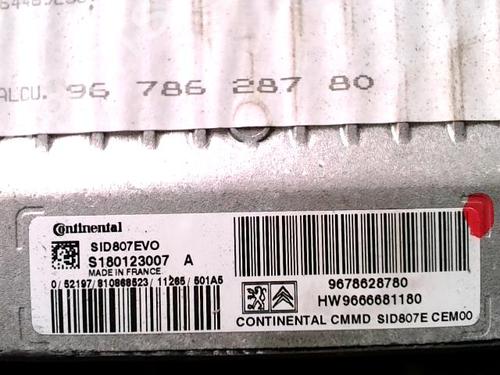 ALCU. 96 786 287 80
Continental
SID807EVO
S180123007 A
MADE IN FRANCE
0/52197/810868523/11265/501A5
9678628780
HW9666681180
CONTINENTAL CMMD SID807E CEM00